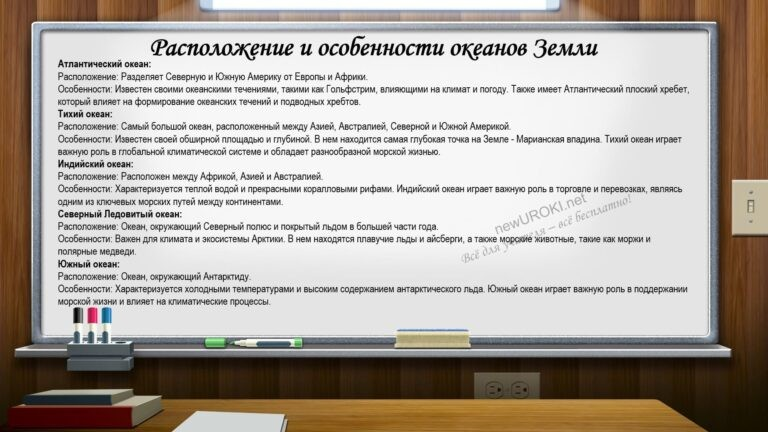 Расположение и особенности океанов Земли
Атлантический океан:
Расположение: Разделяет Северную и Южную Америку от Европы и Африки.
Особенности: Известен своими океанскими течениями, такими как Гольфстрим, влияющими на климат и погоду. Также имеет Атлантический плоский хребет,
который влияет на формирование океанских течений и подводных хребтов.
Тихий океан:
Расположение: Самый большой океан, расположенный между Азией, Австралией, Северной и Южной Америкой.
Особенности: Известен своей обширной площадью и глубиной. В нем находится самая глубокая точка на Земле - Марианская впадина. Тихий океан играет
важную роль в глобальной климатической системе и обладает разнообразной морской жизнью.
Индийский океан:
Расположение: Расположен между Африкой, Азией и Австралией.
Особенности: Характеризуется теплой водой и прекрасными коралловыми рифами. Индийский океан играет важную роль в торговле и перевозках, являясь
одним из ключевых морских путей между континентами.
Северный Ледовитый океан:
Расположение: Океан, окружающий Северный полюс и покрытый льдом в большей части года.
Особенности: Важен для климата и экосистемы Арктики. В нем находятся плавучие льды и айсберги, а также морские животные, такие как моржи и
полярные медведи.
Южный океан:
Расположение: Океан, окружающий Антарктиду.
Особенности: Характеризуется холодными температурами и высоким содержанием антарктического льда. Южный океан играет важную роль в поддержании
морской жизни и влияет на климатические процессы.
newUROKI.net
Всё для учителя – всё бесплатно!